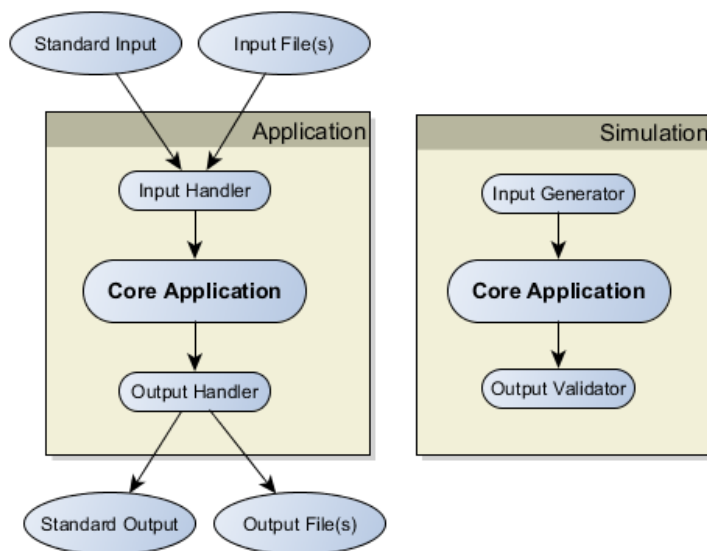 Standard Input
Input File(s)
Application
Input Handler
Core Application
Output Handler
Standard Output
Output File(s)
Simulation
Input Generator
Core Application
Output Validator